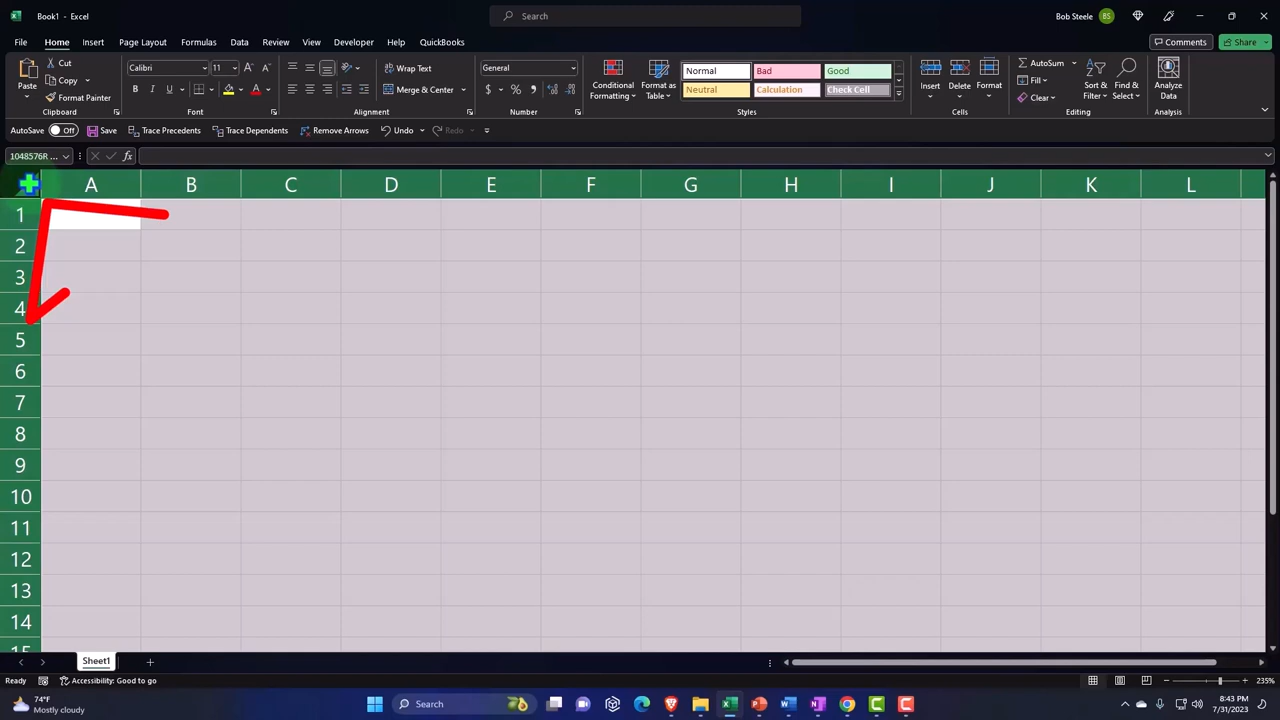 Book1 - Excel
Search
Bob Steele
BS
File Home Insert Page Layout Formulas Data Review View Developer Help QuickBooks
Comments
Share
Paste
Cut
Copy
Format Painter
Clipboard
Calibri 11
B I U
Font
Wrap Text
Merge & Center
Alignment
General
$ % ,
Number
Conditional Formatting
Format as Table
Normal Bad Good
Neutral Calculation Check Cell
Styles
Insert Delete Format
Cells
AutoSum
Fill
Clear
Sort & Filter
Find & Select
Editing
Analyze Data
Analysis
AutoSave Off Save Trace Precedents Trace Dependents Remove Arrows Undo Redo
1048576R ...
fx
A B C D E F G H I J K L
1
2
3
4
5
6
7
8
9
10
11
12
13
14
15
Sheet1
Ready
Accessibility: Good to go
235%
74°F
Mostly cloudy
Search
8:43 PM
7/31/2023